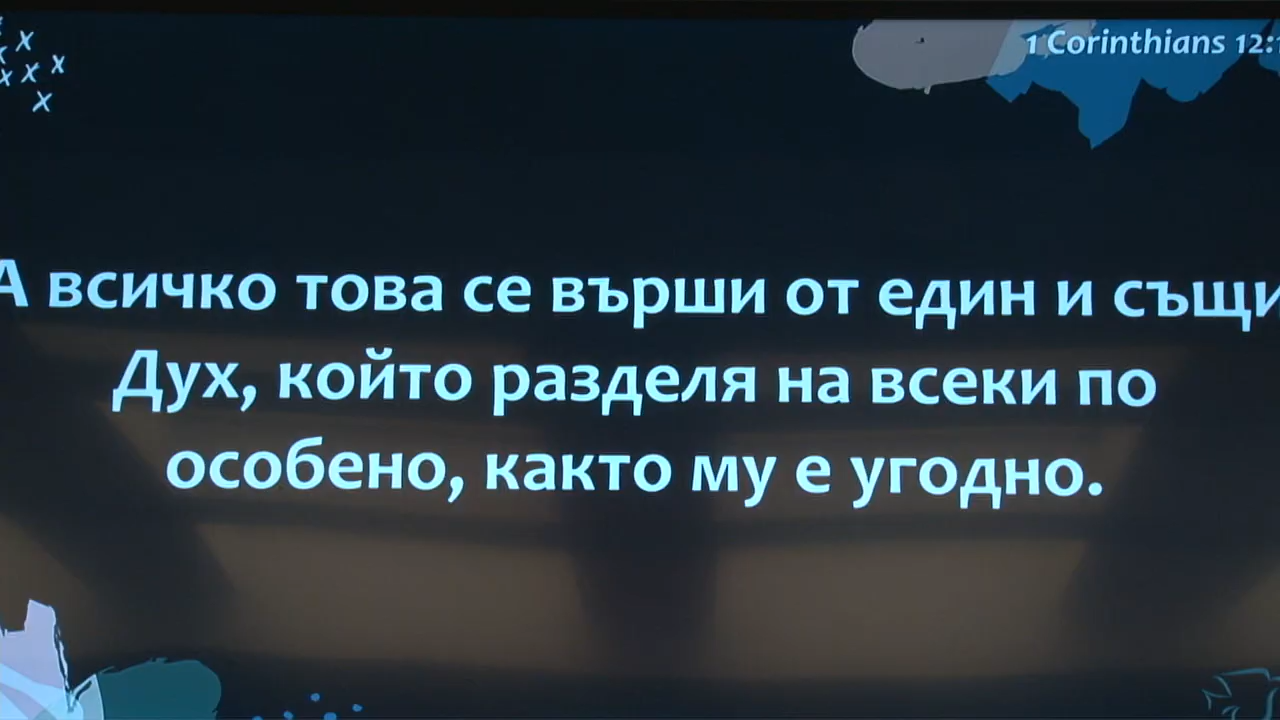 1 Corinthians 12:
А всичко това се върши от един и същи
Дух, който разделя на всеки по
особено, както му е угодно.